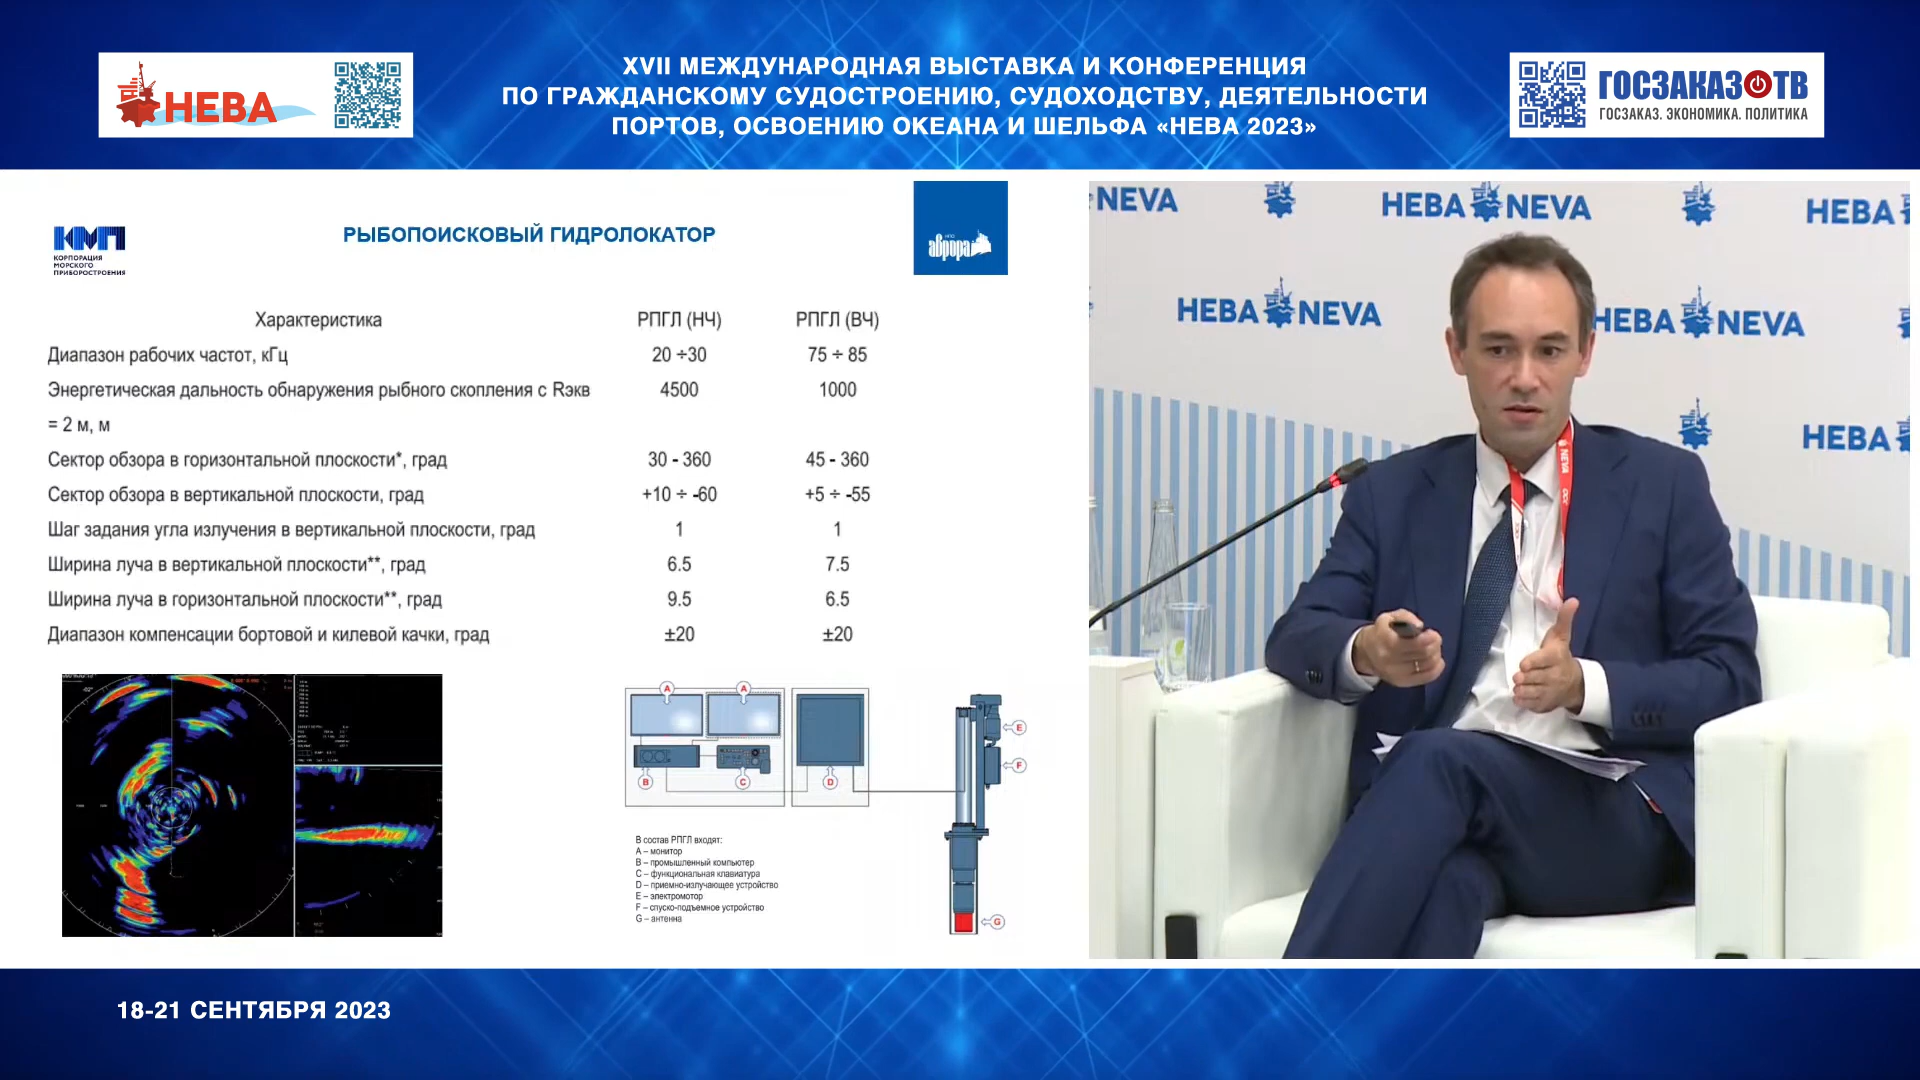 XVII МЕЖДУНАРОДНАЯ ВЫСТАВКА И КОНФЕРЕНЦИЯ
ПО ГРАЖДАНСКОМУ СУДОСТРОЕНИЮ, СУДОХОДСТВУ, ДЕЯТЕЛЬНОСТИ
ПОРТОВ, ОСВОЕНИЮ ОКЕАНА И ШЕЛЬФА «НЕВА 2023»
НЕВА
ГОСЗАКАЗ ТВ
ГОСЗАКАЗ. ЭКОНОМИКА. ПОЛИТИКА
КМП
КОРПОРАЦИЯ
МОРСКОГО
ПРИБОРОСТРОЕНИЯ
РЫБОПОИСКОВЫЙ ГИДРОЛОКАТОР
НПО
аврора
Характеристика РПГЛ (НЧ) РПГЛ (ВЧ)
Диапазон рабочих частот, кГц 20 ÷30 75 ÷ 85
Энергетическая дальность обнаружения рыбного скопления с Rэкв 4500 1000
= 2 м, м
Сектор обзора в горизонтальной плоскости*, град 30 - 360 45 - 360
Сектор обзора в вертикальной плоскости, град +10 ÷ -60 +5 ÷ -55
Шаг задания угла излучения в вертикальной плоскости, град 1 1
Ширина луча в вертикальной плоскости**, град 6.5 7.5
Ширина луча в горизонтальной плоскости**, град 9.5 6.5
Диапазон компенсации бортовой и килевой качки, град ±20 ±20
A A
B C D
E
F
G
В состав РПГЛ входят:
A – монитор
B – промышленный компьютер
C – функциональная клавиатура
D – приемно-излучающее устройство
E – электромотор
F – спуско-подъемное устройство
G – антенна
NEVA НЕВА NEVA НЕВА
НЕВА NEVA НЕВА NEVA
НЕВА
NEVA
18-21 СЕНТЯБРЯ 2023